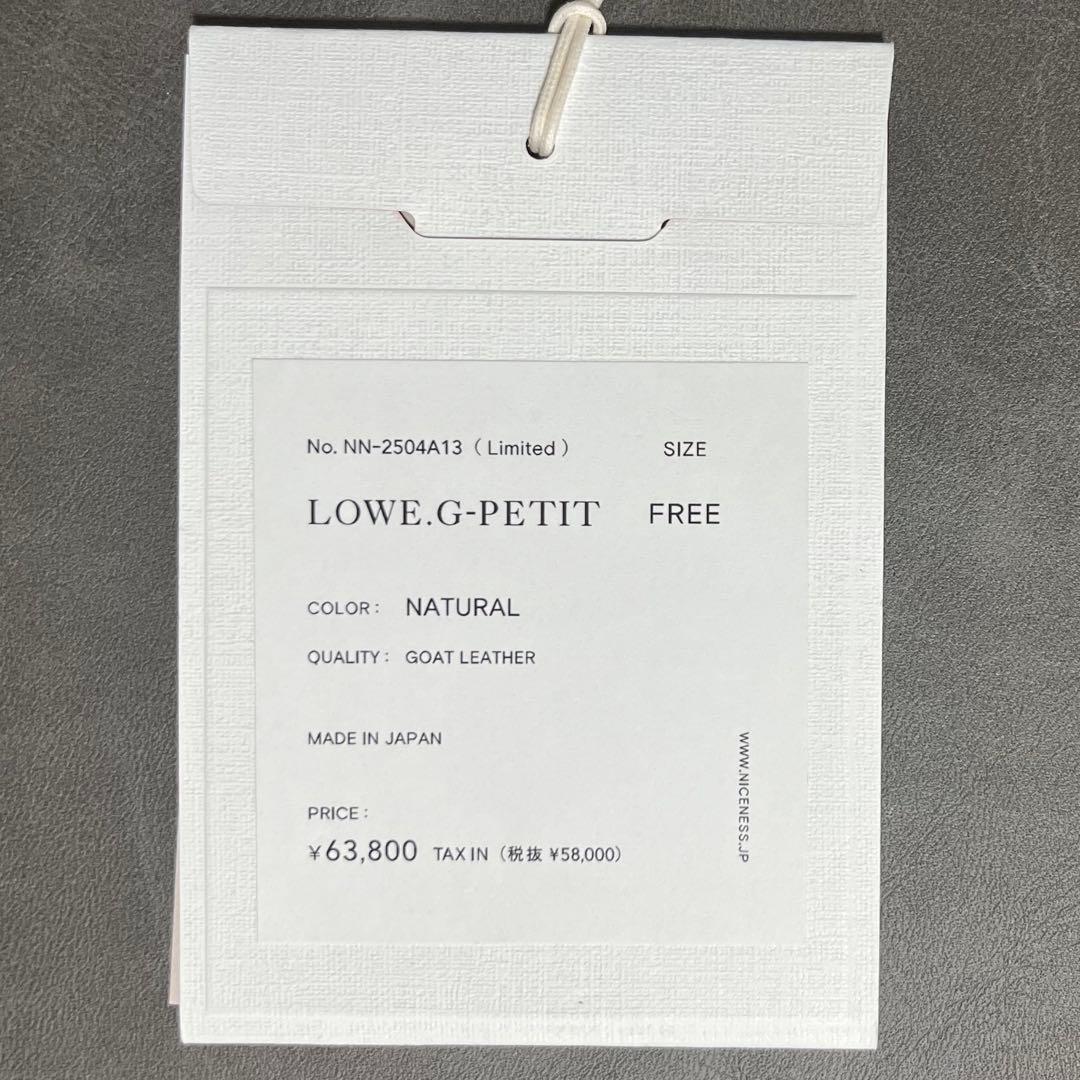 No. NN-2504A13 ( Limited ) SIZE
LOWE.G-PETIT FREE
COLOR : NATURAL
QUALITY : GOAT LEATHER
MADE IN JAPAN
PRICE :
¥63,800 TAX IN (税抜 ¥58,000)
WWW.NICENESS.JP